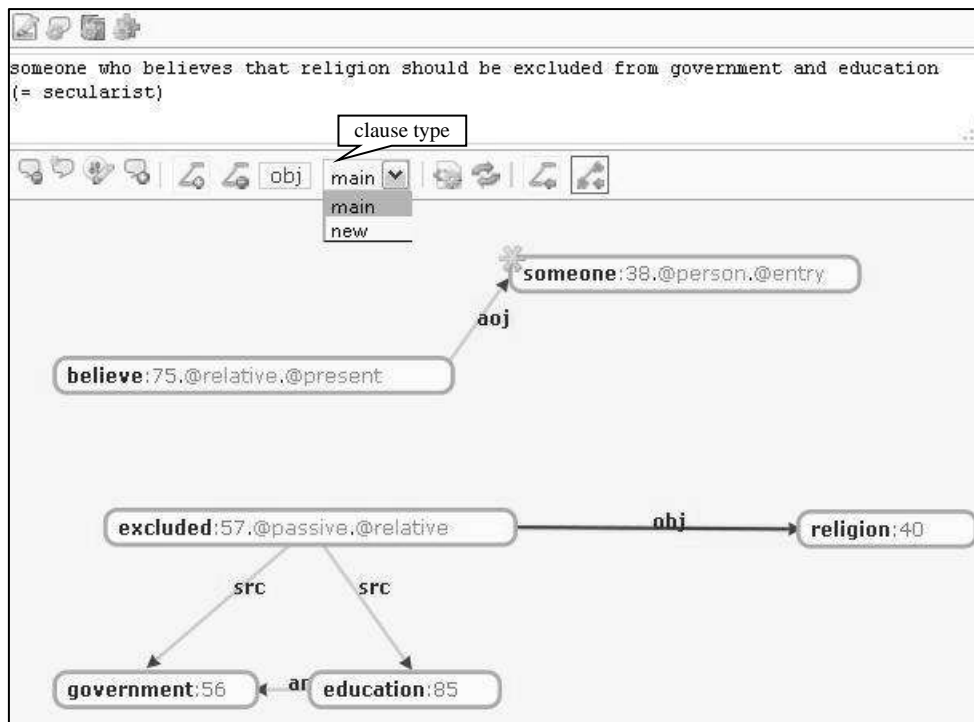 someone who believes that religion should be excluded from government and education
(= secularist)
clause type
obj main
main
new
someone:38.@person.@entry
aoj
believe:75.@relative.@present
excluded:57.@passive.@relative
obj
religion:40
src src
government:56
ar
education:85